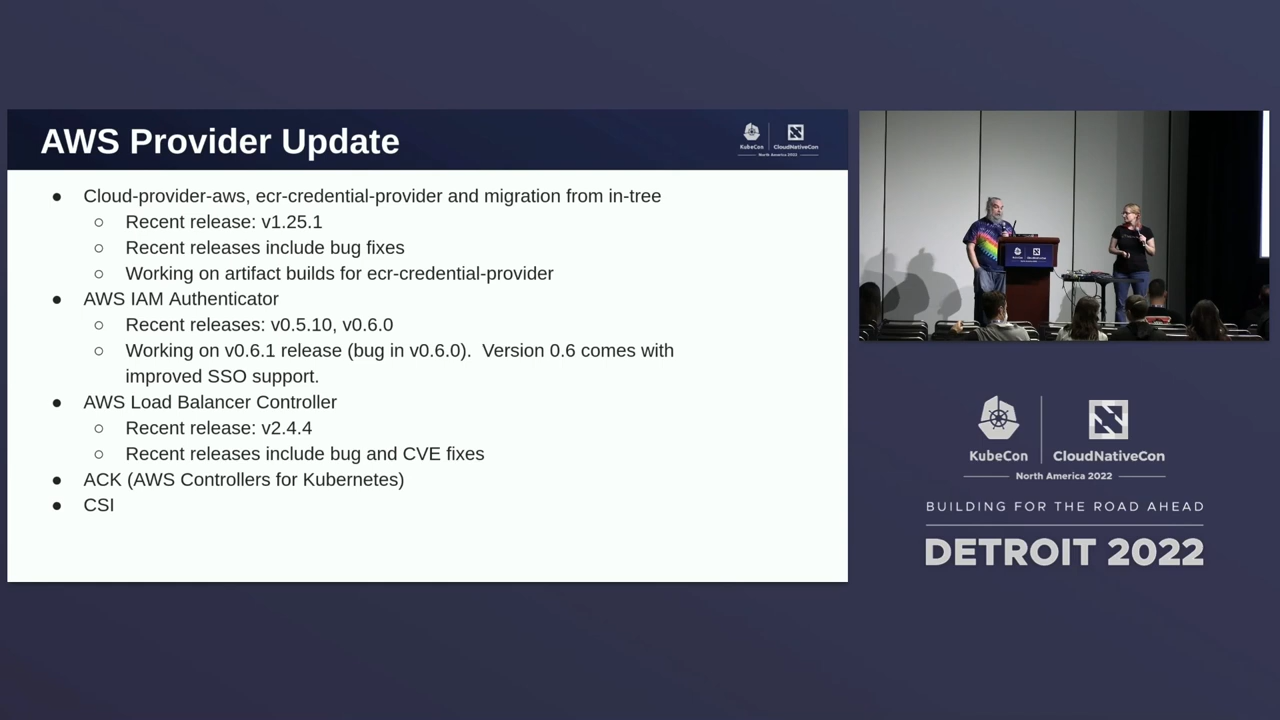 AWS Provider Update
KubeCon
CloudNativeCon
North America 2022
● Cloud-provider-aws, ecr-credential-provider and migration from in-tree
○ Recent release: v1.25.1
○ Recent releases include bug fixes
○ Working on artifact builds for ecr-credential-provider
● AWS IAM Authenticator
○ Recent releases: v0.5.10, v0.6.0
○ Working on v0.6.1 release (bug in v0.6.0).  Version 0.6 comes with
improved SSO support.
● AWS Load Balancer Controller
○ Recent release: v2.4.4
○ Recent releases include bug and CVE fixes
● ACK (AWS Controllers for Kubernetes)
● CSI
KubeCon
CloudNativeCon
North America 2022
BUILDING FOR THE ROAD AHEAD
DETROIT 2022